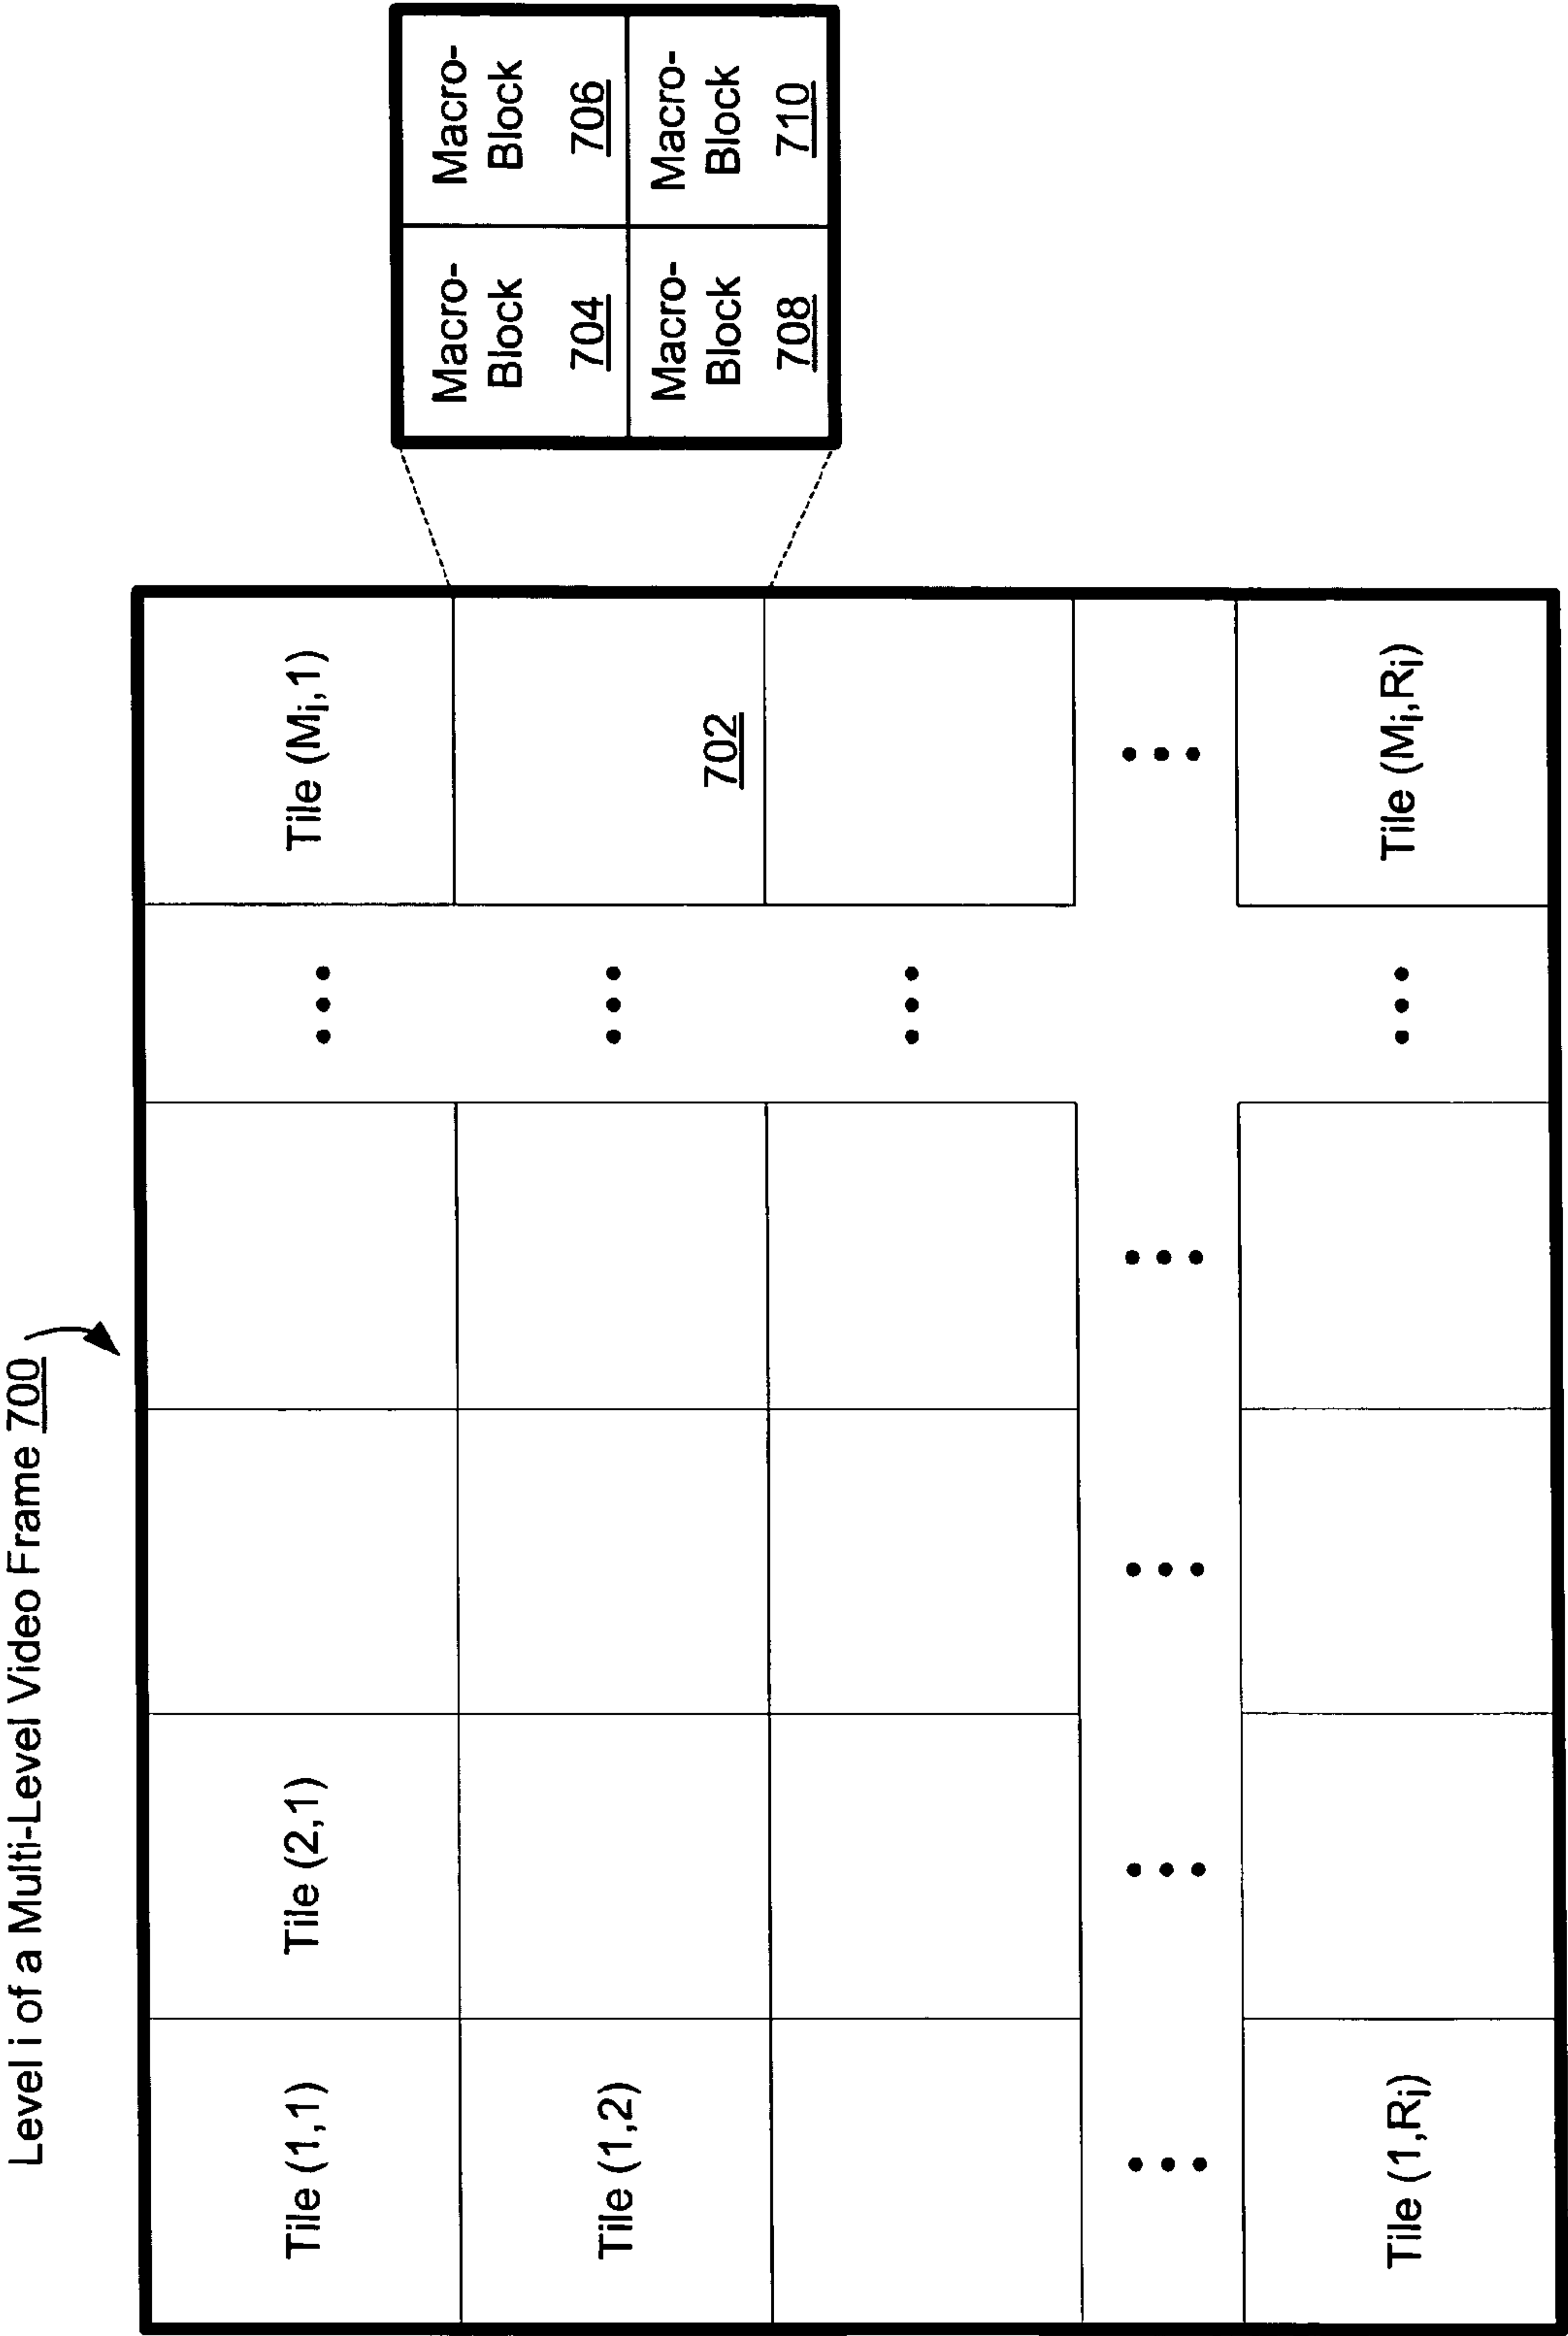 Level i of a Multi-Level Video Frame 700
Tile (1,1)
Tile (2,1)
Tile (Mi,1)
Tile (1,2)
702
Tile (1,Ri)
Tile (Mi,Ri)
Macro-
Block
704
Macro-
Block
706
Macro-
Block
708
Macro-
Block
710